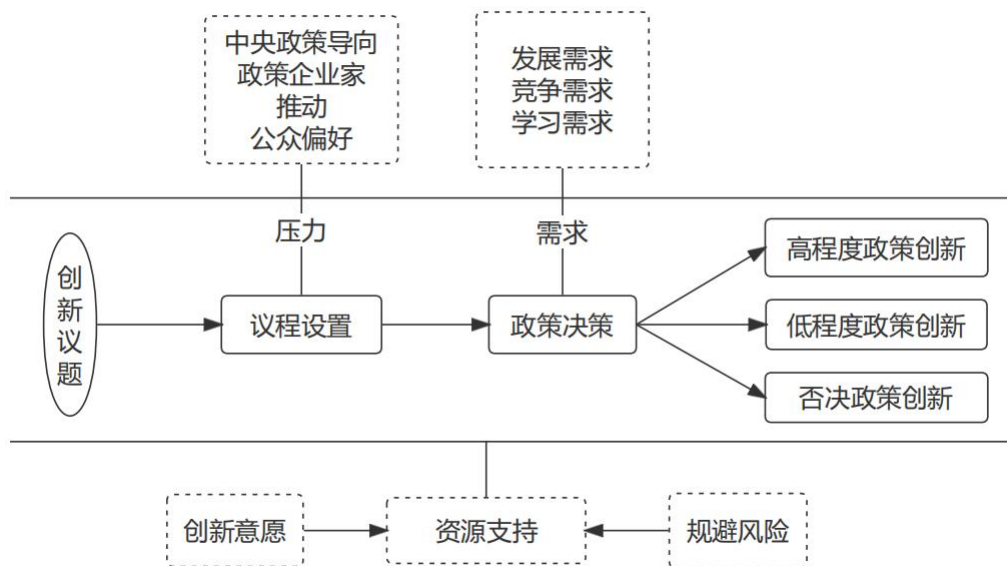 中央政策导向
政策企业家
推动
公众偏好
发展需求
竞争需求
学习需求
压力
需求
创新议题
议程设置
政策决策
高程度政策创新
低程度政策创新
否决政策创新
创新意愿
资源支持
规避风险